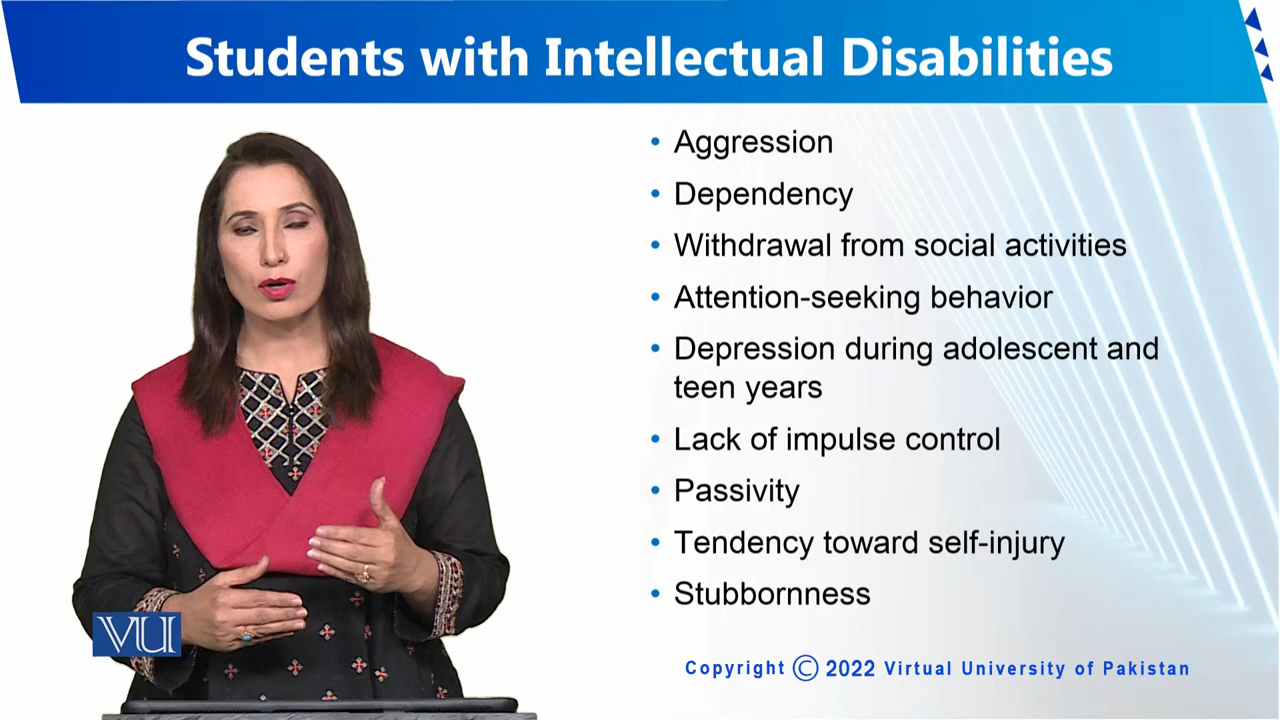 Students with Intellectual Disabilities
• Aggression
• Dependency
• Withdrawal from social activities
• Attention-seeking behavior
• Depression during adolescent and
teen years
• Lack of impulse control
• Passivity
• Tendency toward self-injury
• Stubbornness
VU
Copyright © 2022 Virtual University of Pakistan